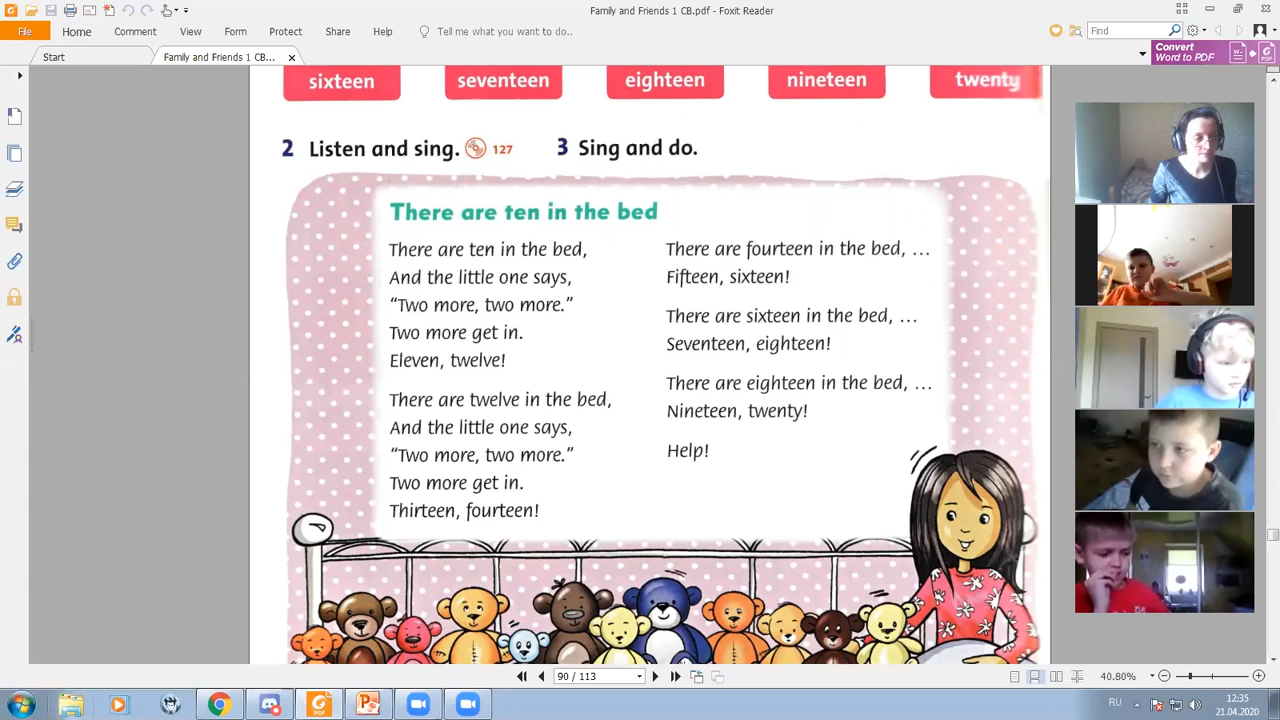 Family and Friends 1 CB.pdf - Foxit Reader
File Home Comment View Form Protect Share Help Tell me what you want to do.. Find
Start Family and Friends 1 CB... Convert
Word to PDF
sixteen seventeen eighteen nineteen twenty
2 Listen and sing. 127 3 Sing and do.
There are ten in the bed
There are ten in the bed,
And the little one says,
“Two more, two more.”
Two more get in.
Eleven, twelve!
There are twelve in the bed,
And the little one says,
“Two more, two more.”
Two more get in.
Thirteen, fourteen!
There are fourteen in the bed, …
Fifteen, sixteen!
There are sixteen in the bed, …
Seventeen, eighteen!
There are eighteen in the bed, …
Nineteen, twenty!
Help!
90 / 113 40.80%
RU 12:35
21.04.2020